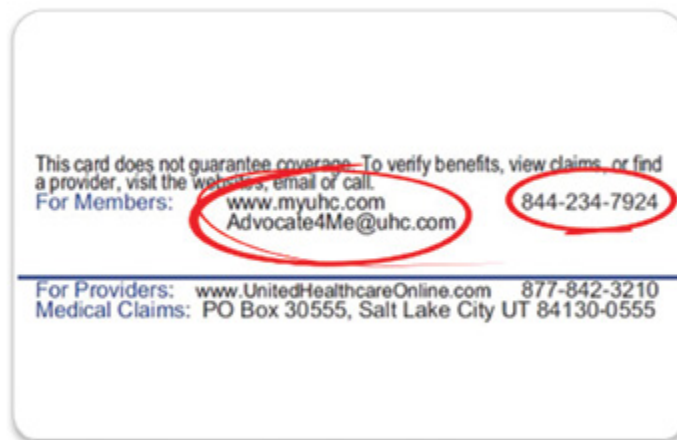 This card does not guarantee coverage. To verify benefits, view claims, or find
a provider, visit the websites, email or call.
For Members: www.myuhc.com 844-234-7924
Advocate4Me@uhc.com
For Providers: www.UnitedHealthcareOnline.com 877-842-3210
Medical Claims: PO Box 30555, Salt Lake City UT 84130-0555